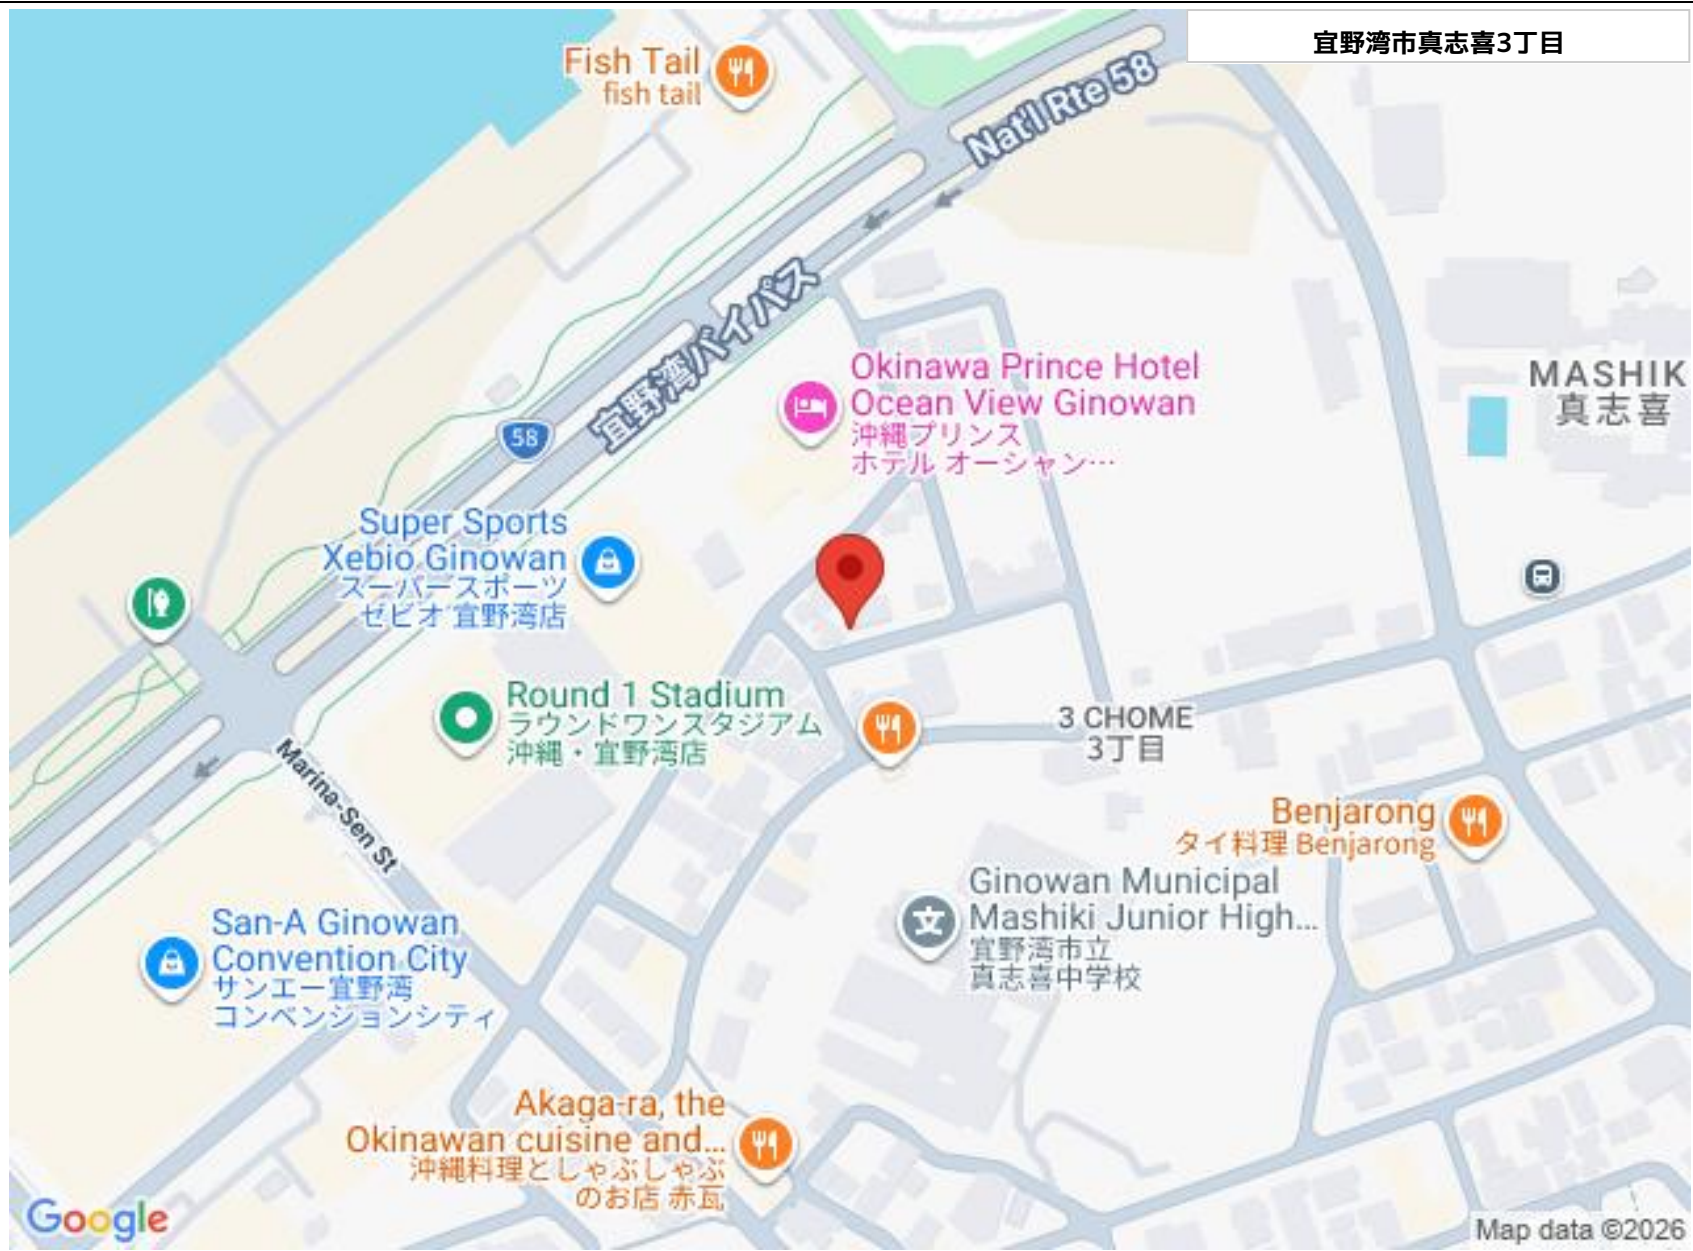 宜野湾市真志喜3丁目
Fish Tail
fish tail
Nat'l Rte 58
宜野湾バイパス
58
Okinawa Prince Hotel
Ocean View Ginowan
沖縄プリンス
ホテル オーシャン…
MASHIK
真志喜
Super Sports
Xebio Ginowan
スーパースポーツ
ゼビオ 宜野湾店
Round 1 Stadium
ラウンドワンスタジアム
沖縄・宜野湾店
3 CHOME
3丁目
Marina-Sen St
Benjarong
タイ料理 Benjarong
Ginowan Municipal
Mashiki Junior High...
宜野湾市立
真志喜中学校
文
San-A Ginowan
Convention City
サンエー宜野湾
コンベンションシティ
Akaga-ra, the
Okinawan cuisine and...
沖縄料理としゃぶしゃぶ
のお店 赤瓦
Google
Map data ©2026